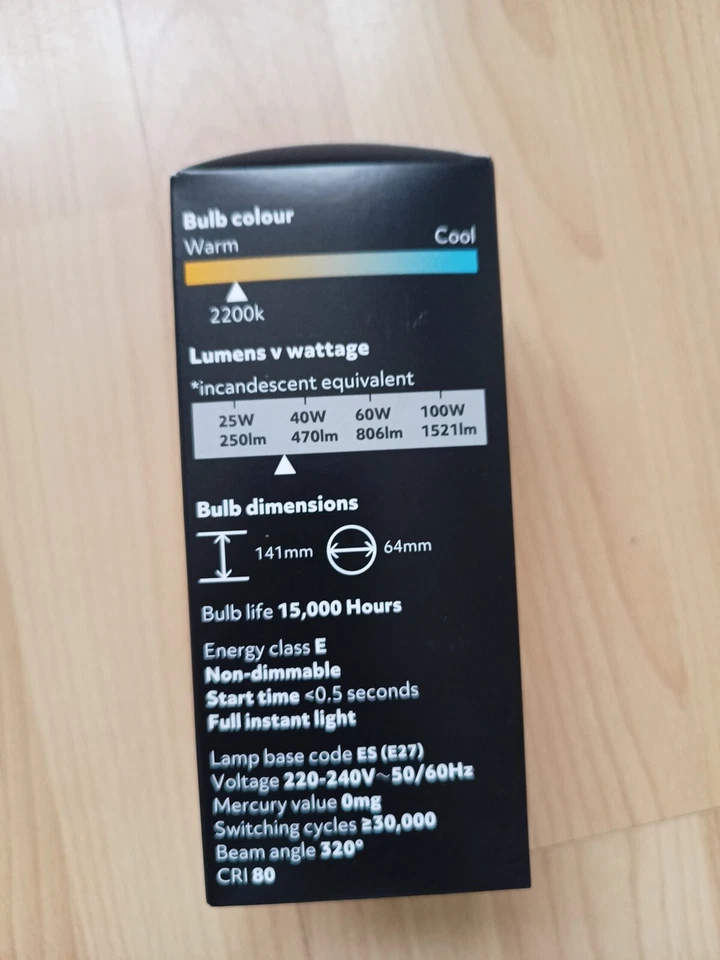 Bulb colour
Warm Cool
2200k
Lumens v wattage
*incandescent equivalent
25W 40W 60W 100W
250lm 470lm 806lm 1521lm
Bulb dimensions
141mm 64mm
Bulb life 15,000 Hours
Energy class E
Non-dimmable
Start time <0.5 seconds
Full instant light
Lamp base code ES (E27)
Voltage 220-240V~50/60Hz
Mercury value 0mg
Switching cycles ≥30,000
Beam angle 320°
CRI 80